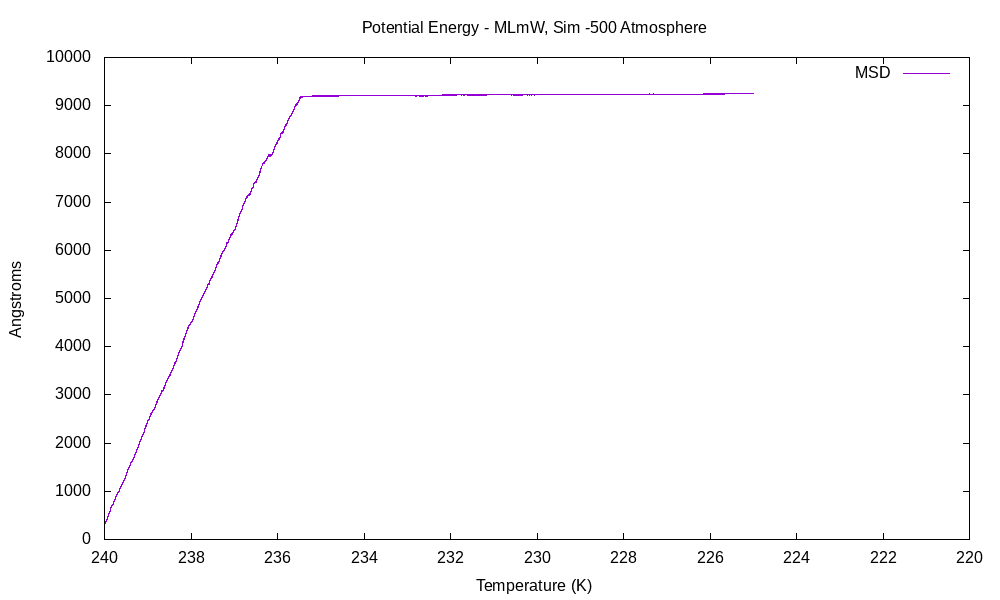 Potential Energy - MLmW, Sim -500 Atmosphere
MSD
10000
9000
8000
7000
6000
5000
4000
3000
2000
1000
0
Angstroms
240 238 236 234 232 230 228 226 224 222 220
Temperature (K)